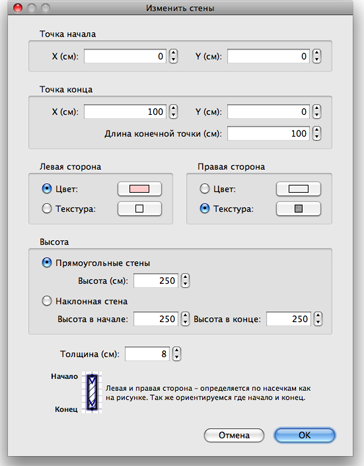 Изменить стены
Точка начала
X (см): 0 Y (см): 0
Точка конца
X (см): 100 Y (см): 0
Длина конечной точки (см): 100
Левая сторона Правая сторона
Цвет: Цвет:
Текстура: Текстура:
Высота
Прямоугольные стены
Высота (см): 250
Наклонная стена
Высота в начале: 250 Высота в конце: 250
Толщина (см): 8
Начало
Левая и правая сторона - определяется по насечкам как
на рисунке. Так же ориентируемся где начало и конец.
Конец
Отмена OK